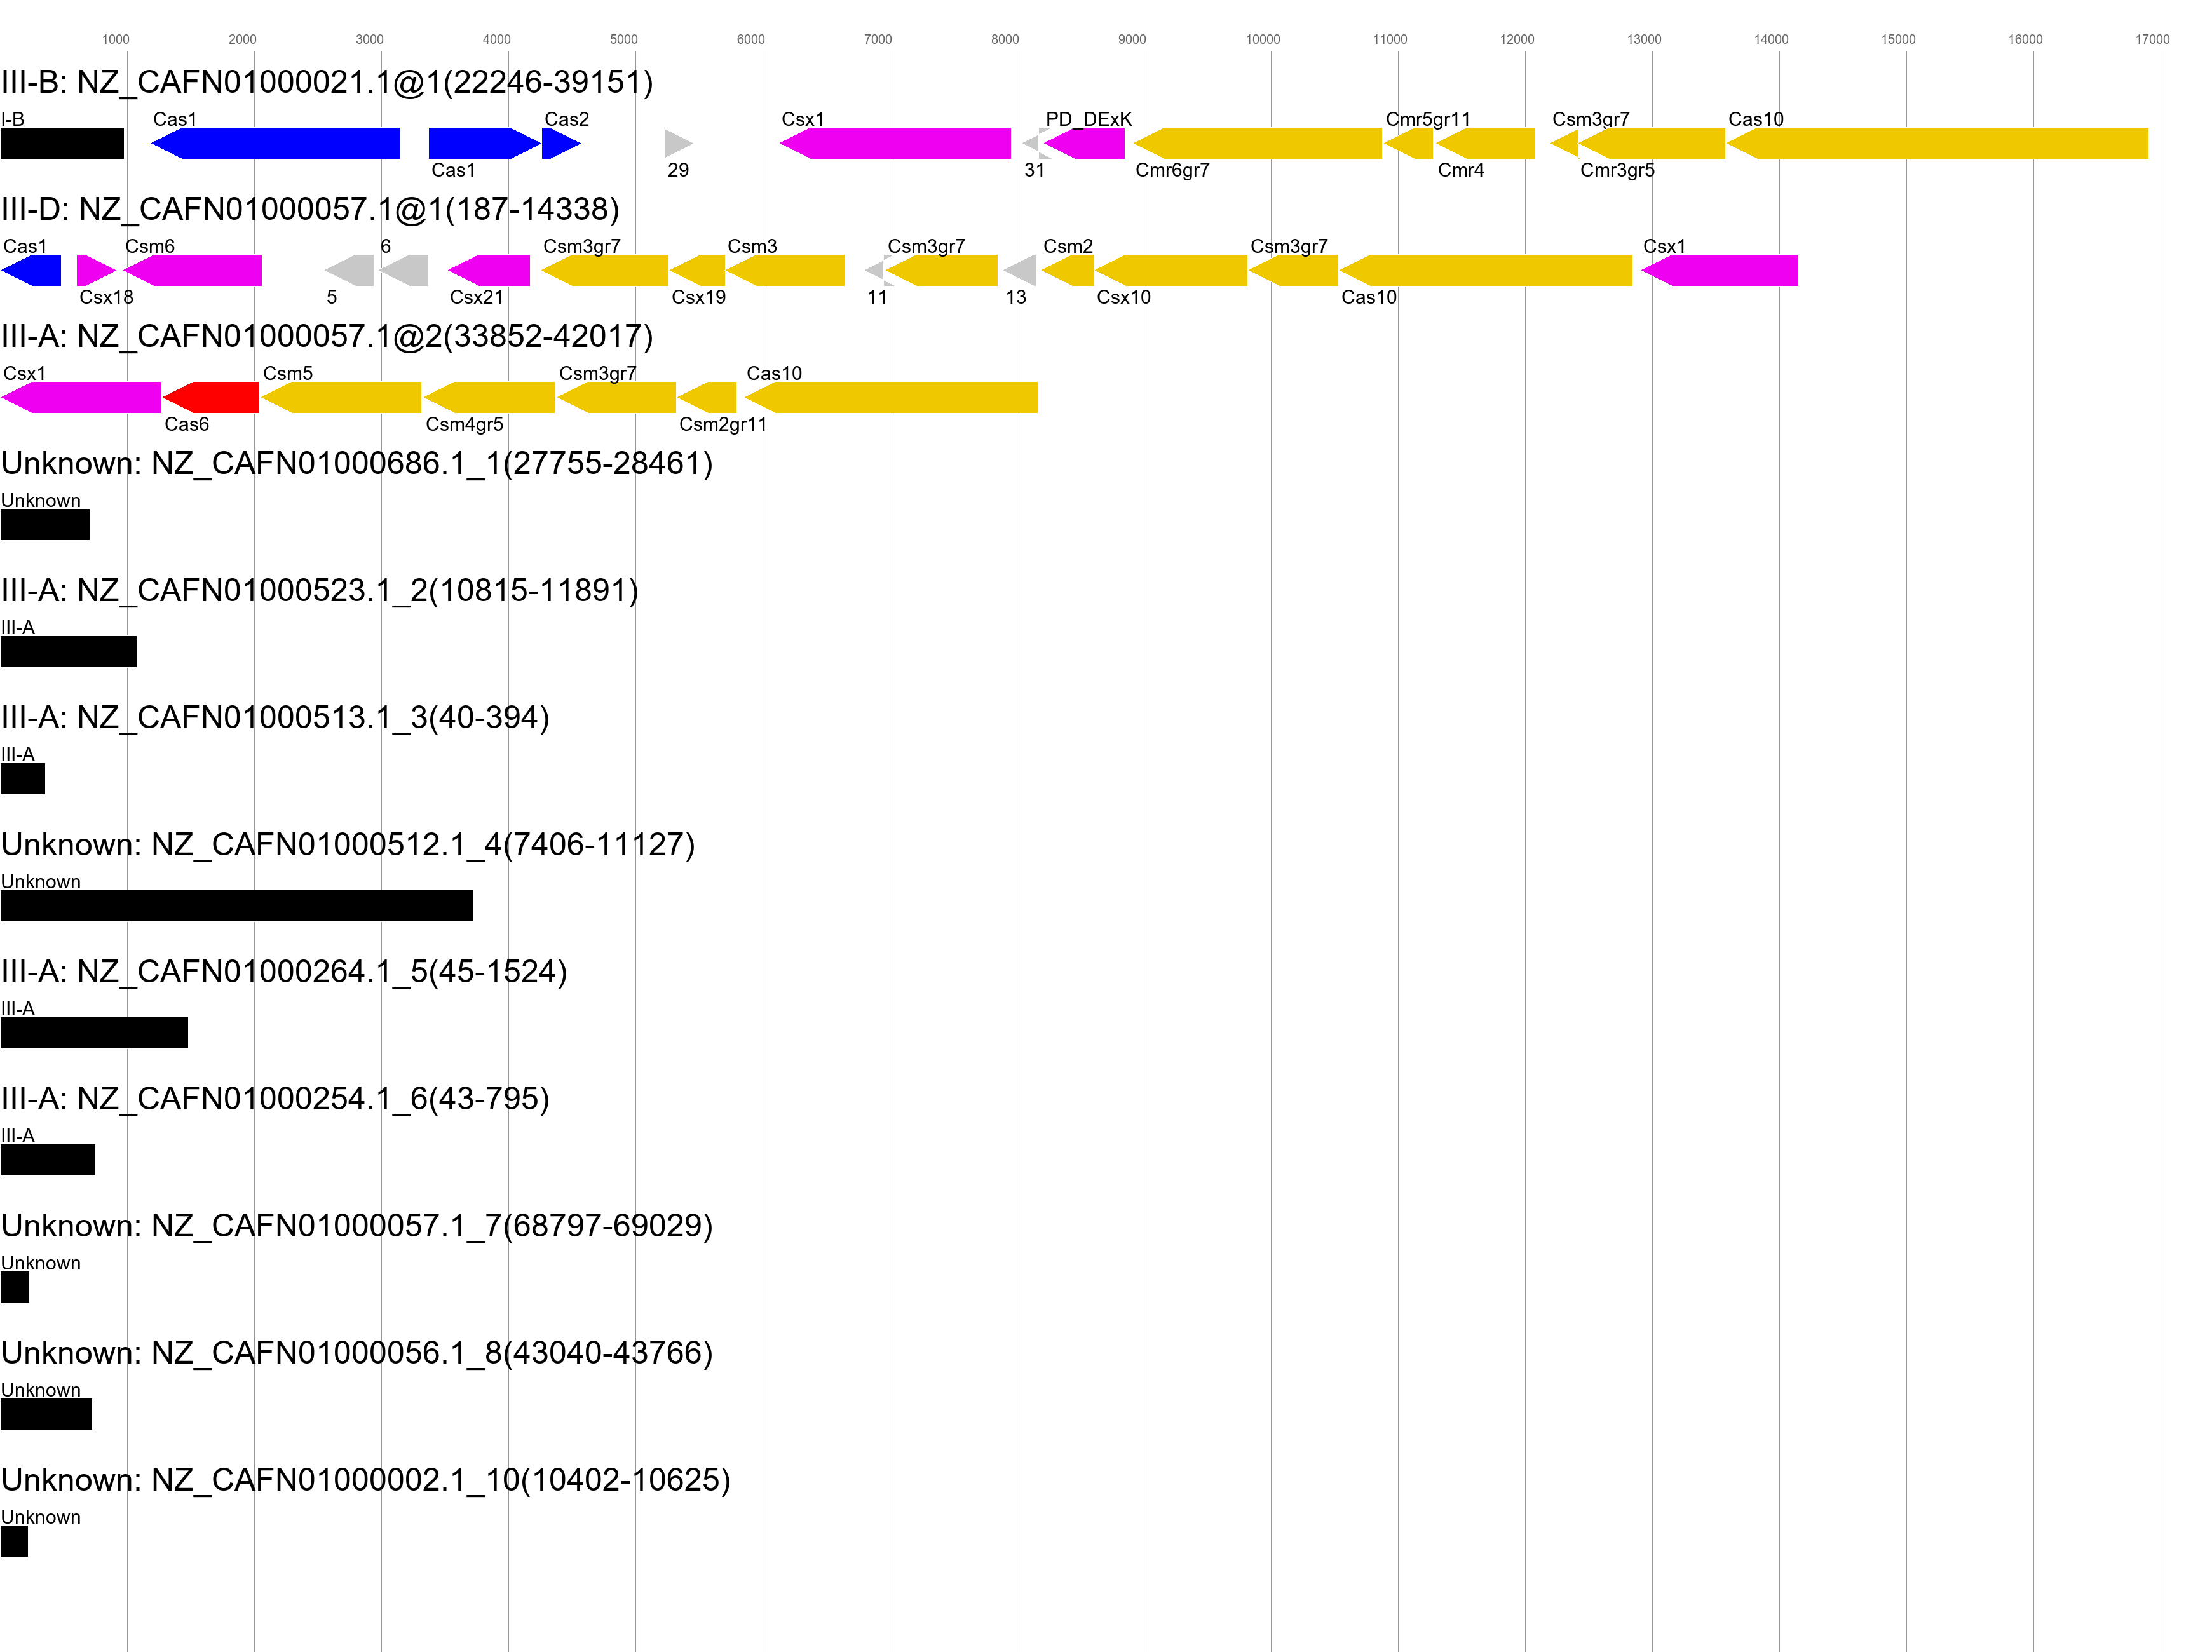 1000 2000 3000 4000 5000 6000 7000 8000 9000 10000 11000 12000 13000 14000 15000 16000 17000
III-B: NZ_CAFN01000021.1@1(22246-39151)
I-B Cas1 Cas2 Csx1 PD_DExK Cmr5gr11 Csm3gr7 Cas10
Cas1 29 31 Cmr6gr7 Cmr4 Cmr3gr5
III-D: NZ_CAFN01000057.1@1(187-14338)
Cas1 Csm6 6 Csm3gr7 Csm3 Csm3gr7 Csm2 Csm3gr7 Csx1
Csx18 5 Csx21 Csx19 11 13 Csx10 Cas10
III-A: NZ_CAFN01000057.1@2(33852-42017)
Csx1 Csm5 Csm3gr7 Cas10
Cas6 Csm4gr5 Csm2gr11
Unknown: NZ_CAFN01000686.1_1(27755-28461)
Unknown
III-A: NZ_CAFN01000523.1_2(10815-11891)
III-A
III-A: NZ_CAFN01000513.1_3(40-394)
III-A
Unknown: NZ_CAFN01000512.1_4(7406-11127)
Unknown
III-A: NZ_CAFN01000264.1_5(45-1524)
III-A
III-A: NZ_CAFN01000254.1_6(43-795)
III-A
Unknown: NZ_CAFN01000057.1_7(68797-69029)
Unknown
Unknown: NZ_CAFN01000056.1_8(43040-43766)
Unknown
Unknown: NZ_CAFN01000002.1_10(10402-10625)
Unknown